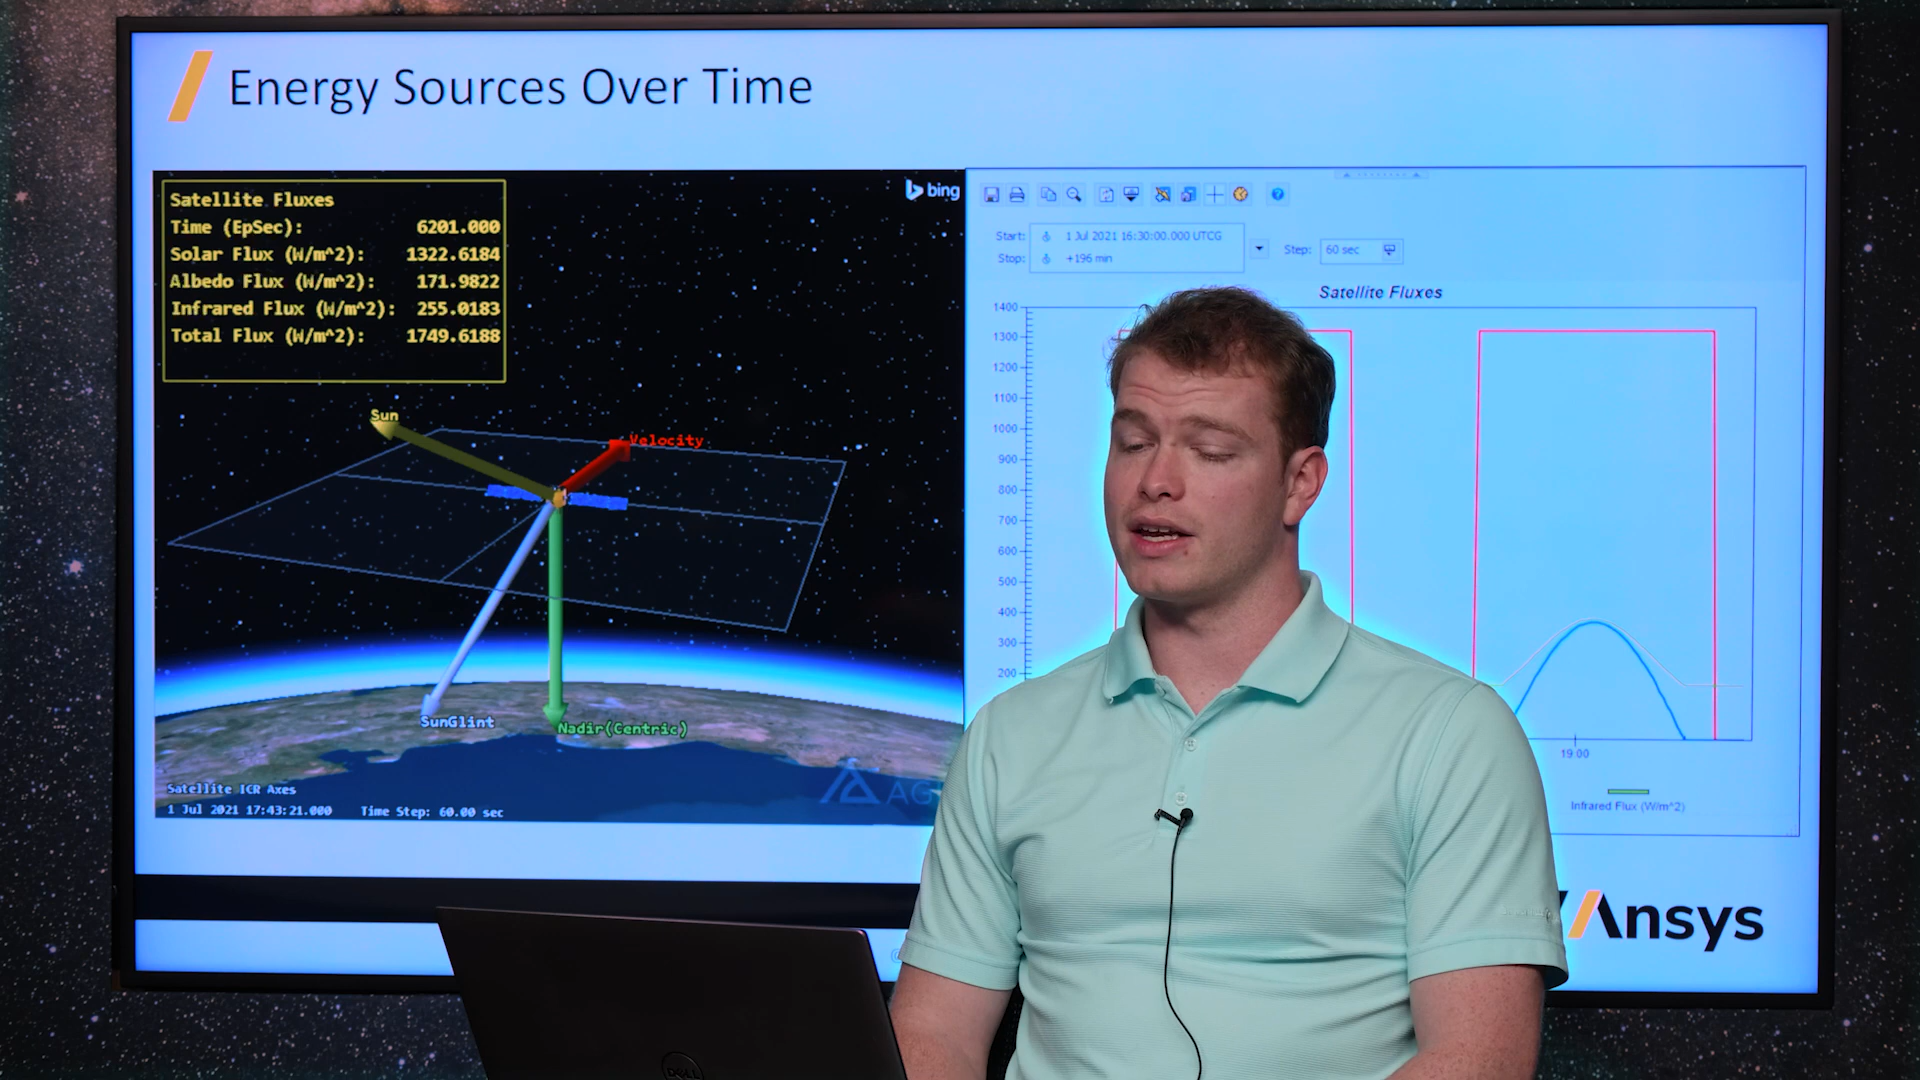 Energy Sources Over Time
Satellite Fluxes
Time (EpSec): 6201.000
Solar Flux (W/m^2): 1322.6184
Albedo Flux (W/m^2): 171.9822
Infrared Flux (W/m^2): 255.0183
Total Flux (W/m^2): 1749.6188
bing
Sun
Velocity
SunGlint
Nadir(Centric)
Satellite ICR Axes
1 Jul 2021 17:43:21.000 Time Step: 60.00 sec
AG
Start: 1 Jul 2021 16:30:00.000 UTCG
Stop: +196 min
Step: 60 sec
Satellite Fluxes
1400
1300
1200
1100
1000
900
800
700
600
500
400
300
200
19:00
Infrared Flux (W/m^2)
Ansys
DELL